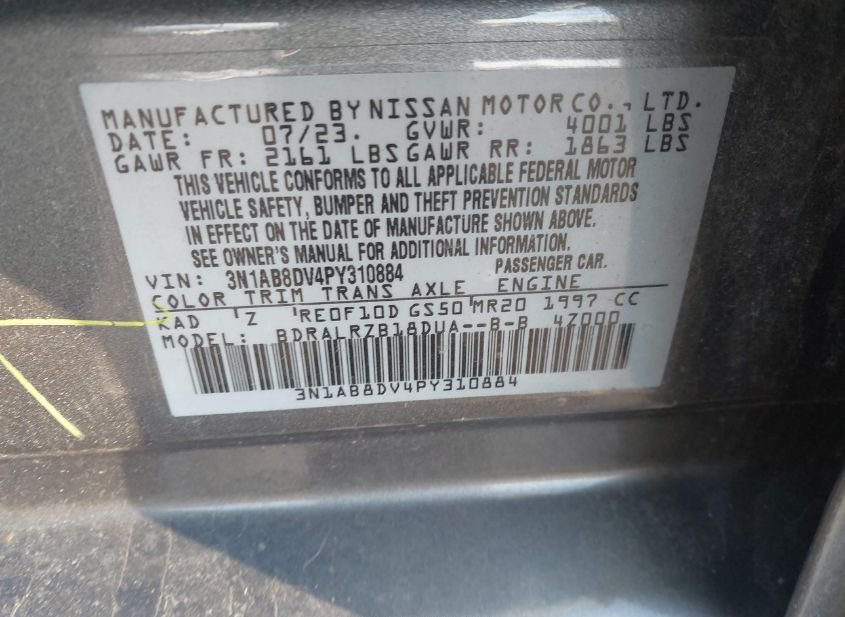 MANUFACTURED BY NISSAN MOTOR CO., LTD.
DATE: 07/23. GVWR: 4001 LBS
GAWR FR: 2161 LBS GAWR RR: 1863 LBS
THIS VEHICLE CONFORMS TO ALL APPLICABLE FEDERAL MOTOR
VEHICLE SAFETY, BUMPER AND THEFT PREVENTION STANDARDS
IN EFFECT ON THE DATE OF MANUFACTURE SHOWN ABOVE.
SEE OWNER'S MANUAL FOR ADDITIONAL INFORMATION.
VIN: 3N1AB8DV4PY310884 PASSENGER CAR.
COLOR TRIM TRANS AXLE ENGINE
KAD 'Z 'RE0F10D GS50'MR20 1997 CC
MODEL: BDRALRZB18DUA--B-B 4Z000
3N1AB8DV4PY310884